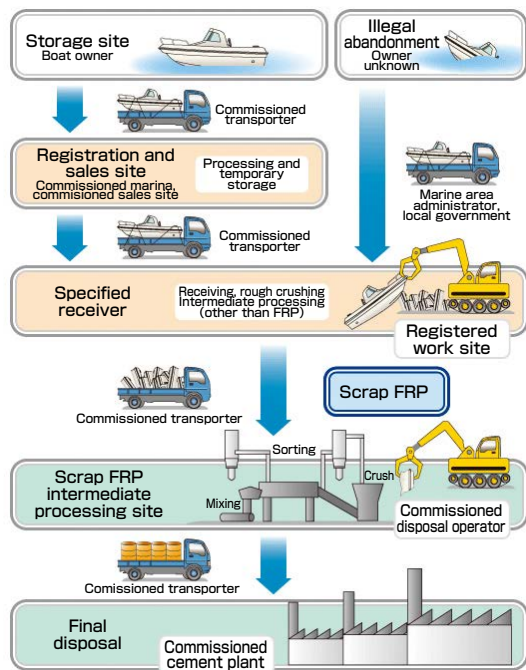 Storage site
Boat owner
Illegal
abandonment
Owner
unknown
Commissioned
transporter
Registration and
sales site
Commissioned marina,
commisioned sales site
Processing and
temporary
storage
Marine area
administrator,
local government
Commissioned
transporter
Specified
receiver
Receiving, rough crushing
Intermediate processing
(other than FRP)
Registered
work site
Scrap FRP
Commissioned transporter
Sorting
Crush
Mixing
Scrap FRP
intermediate
processing site
Commissioned
disposal operator
Comissioned transporter
Final
disposal
Commissioned
cement plant